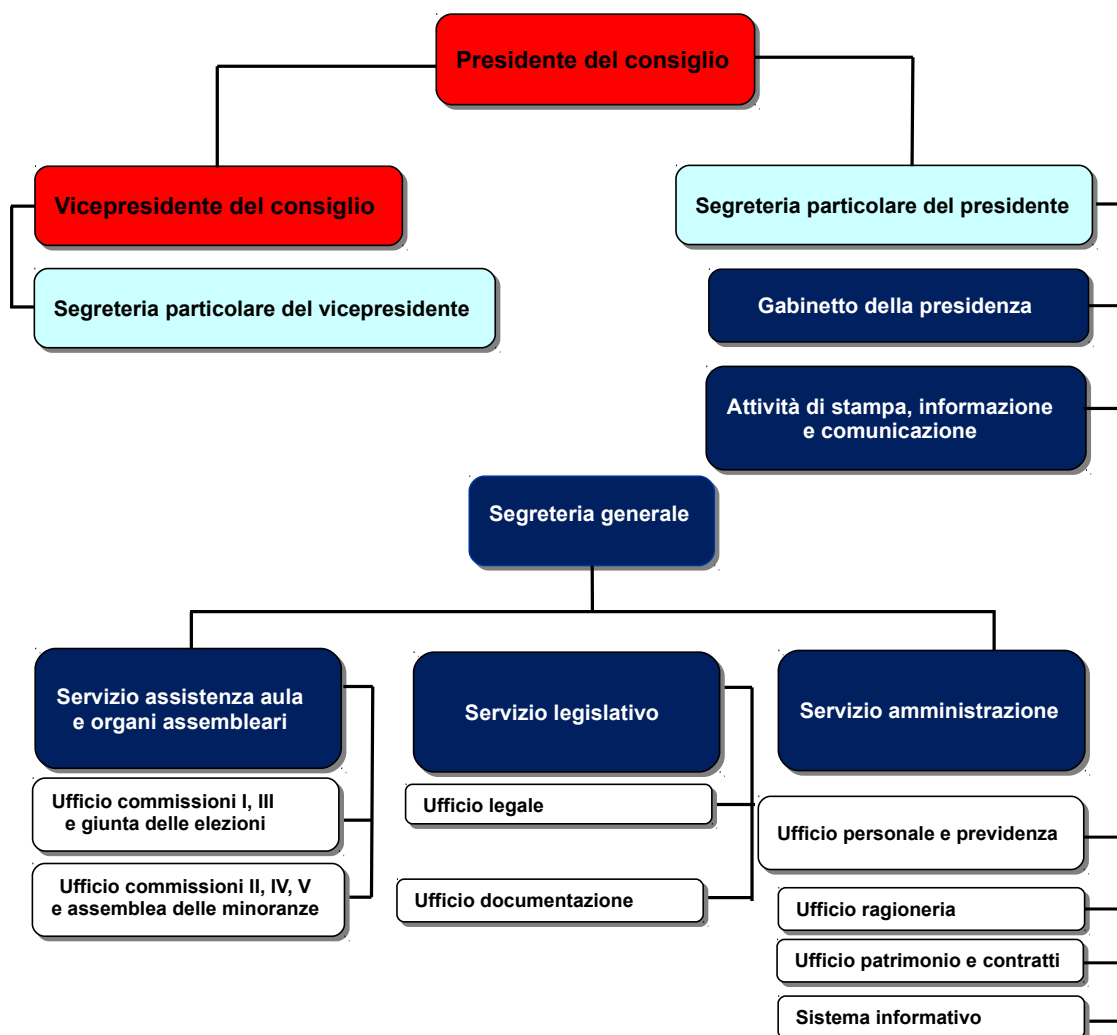 Presidente del consiglio
Vicepresidente del consiglio
Segreteria particolare del presidente
Segreteria particolare del vicepresidente
Gabinetto della presidenza
Attività di stampa, informazione
e comunicazione
Segreteria generale
Servizio assistenza aula
e organi assembleari
Servizio legislativo
Servizio amministrazione
Ufficio commissioni I, III
e giunta delle elezioni
Ufficio legale
Ufficio personale e previdenza
Ufficio commissioni II, IV, V
e assemblea delle minoranze
Ufficio documentazione
Ufficio ragioneria
Ufficio patrimonio e contratti
Sistema informativo